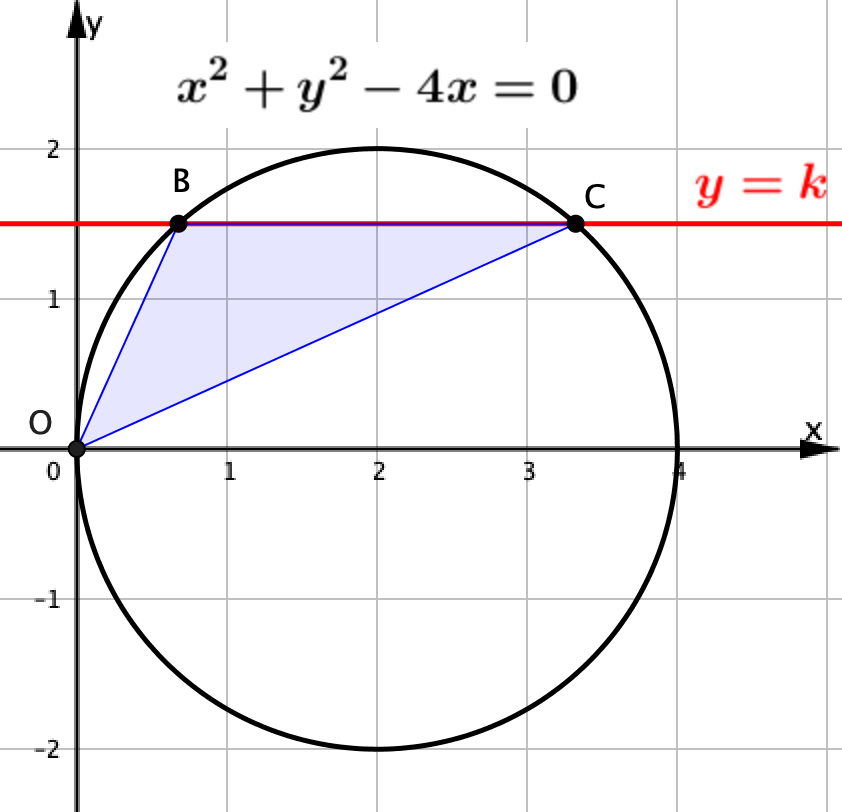 y
x² + y² − 4x = 0
2
B
C
y = k
1
O
x
0
1
2
3
4
-1
-2